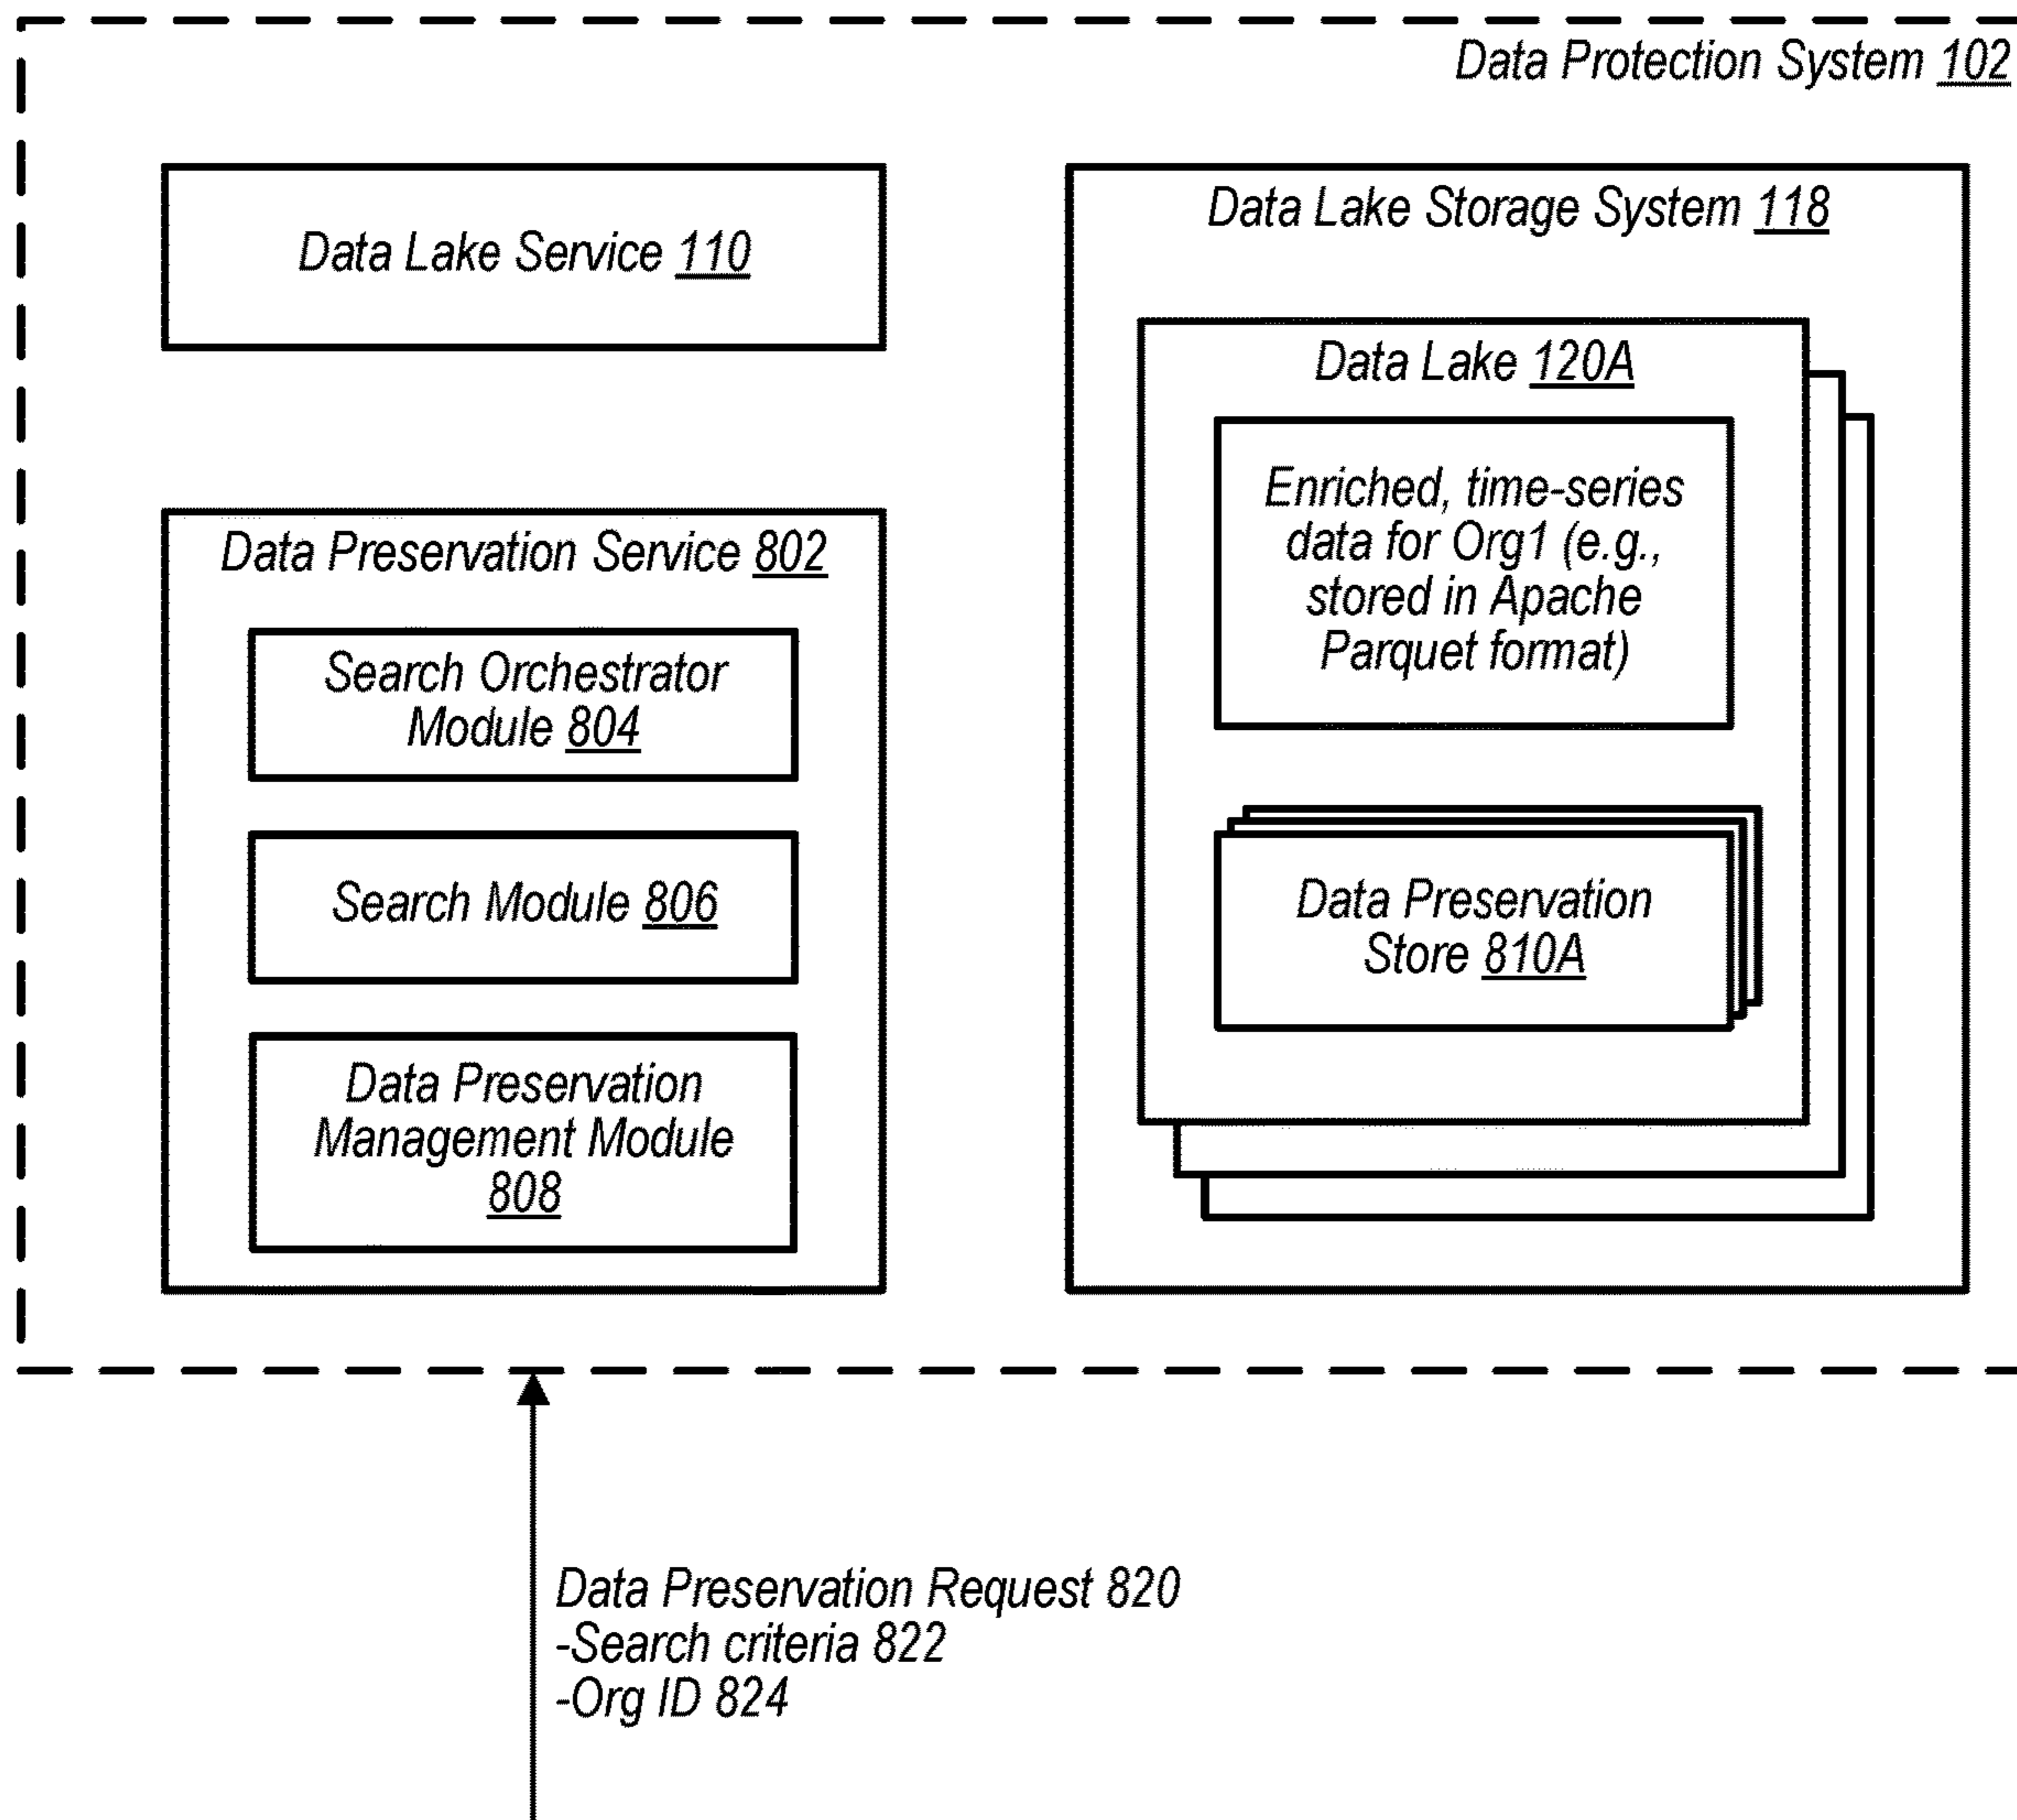 Data Protection System 102
Data Lake Service 110
Data Preservation Service 802
Search Orchestrator
Module 804
Search Module 806
Data Preservation
Management Module
808
Data Lake Storage System 118
Data Lake 120A
Enriched, time-series
data for Org1 (e.g.,
stored in Apache
Parquet format)
Data Preservation
Store 810A
Data Preservation Request 820
-Search criteria 822
-Org ID 824